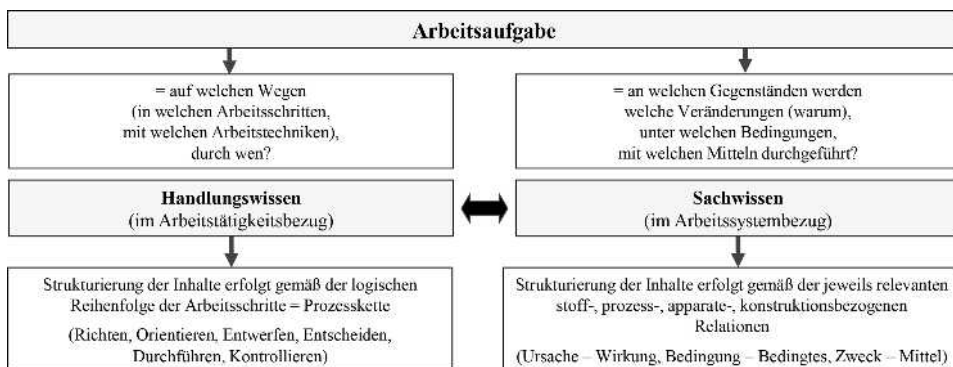 Arbeitsaufgabe
= auf welchen Wegen
(in welchen Arbeitsschritten,
mit welchen Arbeitstechniken),
durch wen?
= an welchen Gegenständen werden
welche Veränderungen (warum),
unter welchen Bedingungen,
mit welchen Mitteln durchgeführt?
Handlungswissen
(im Arbeitstätigkeitsbezug)
Sachwissen
(im Arbeitssystembezug)
Strukturierung der Inhalte erfolgt gemäß der logischen
Reihenfolge der Arbeitsschritte = Prozesskette
(Richten, Orientieren, Entwerfen, Entscheiden,
Durchführen, Kontrollieren)
Strukturierung der Inhalte erfolgt gemäß der jeweils relevanten
stoff-, prozess-, apparate-, konstruktionsbezogenen
Relationen
(Ursache – Wirkung, Bedingung – Bedingtes, Zweck – Mittel)